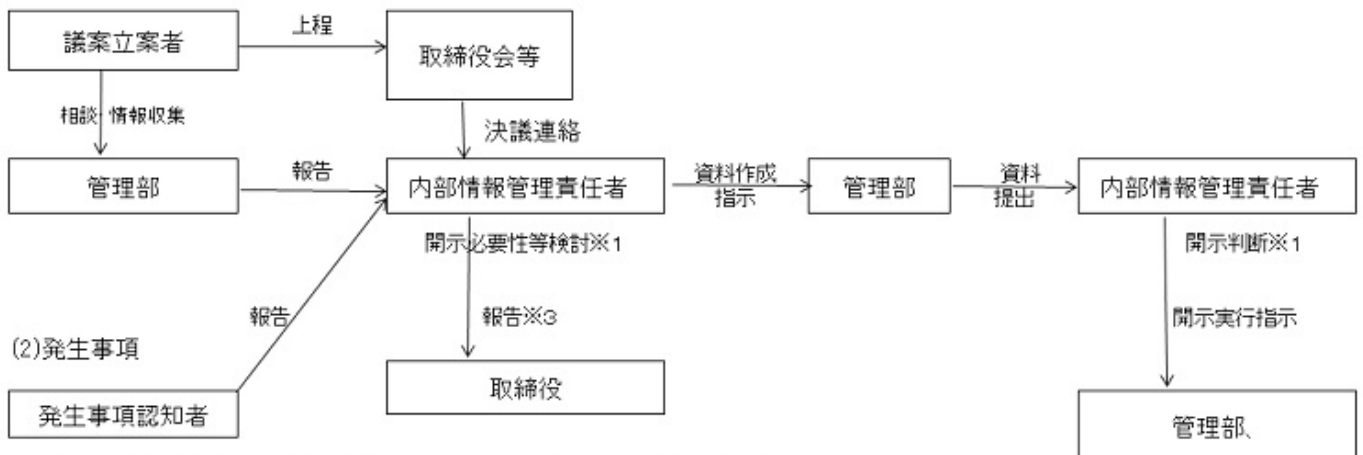 議案立案者
上程
取締役会等
相談・情報収集
決議連絡
管理部
報告
内部情報管理責任者
資料作成
指示
管理部
資料
提出
内部情報管理責任者
開示必要性等検討※1
開示判断※1
報告
報告※3
開示実行指示
(2)発生事項
取締役
発生事項認知者
管理部、